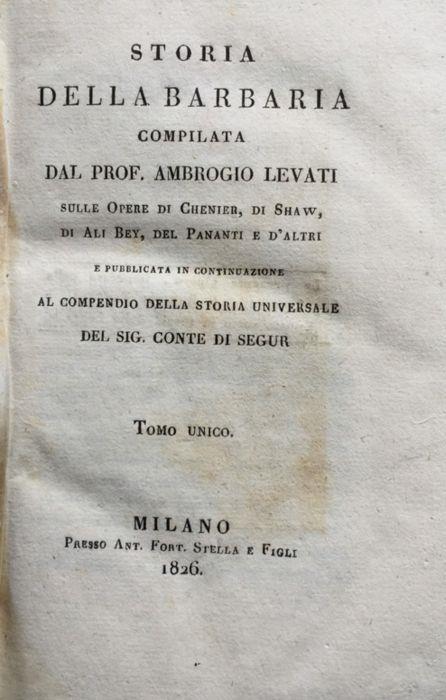 STORIA
DELLA BARBARIA
COMPILATA
DAL PROF. AMBROGIO LEVATI
SULLE OPERE DI CHENIER, DI SHAW,
DI ALI BEY, DEL PANANTI E D'ALTRI
E PUBBLICATA IN CONTINUAZIONE
AL COMPENDIO DELLA STORIA UNIVERSALE
DEL SIG. CONTE DI SEGUR
TOMO UNICO.
MILANO
PRESSO ANT. FORT. STELLA E FIGLI
1826.